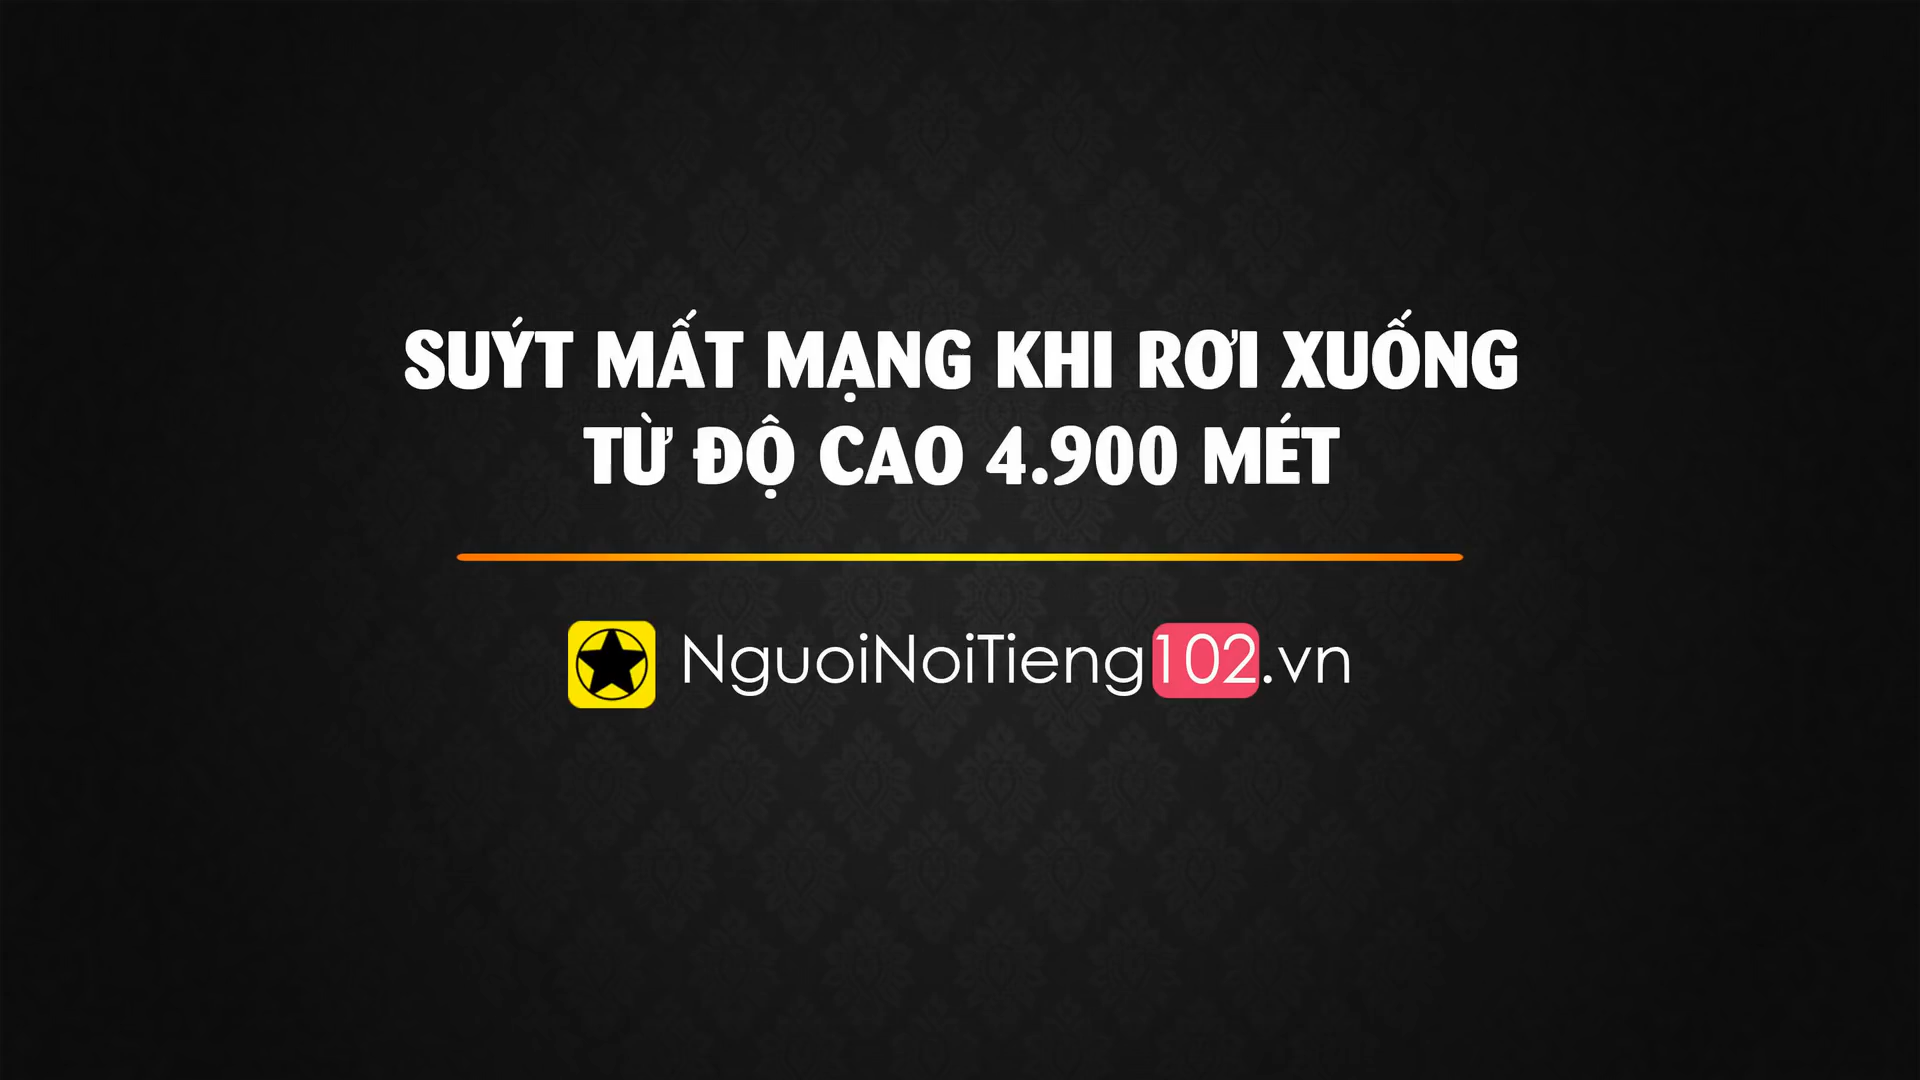 SUÝT MẤT MẠNG KHI RƠI XUỐNG
TỪ ĐỘ CAO 4.900 MÉT
NguoiNoiTieng102.vn